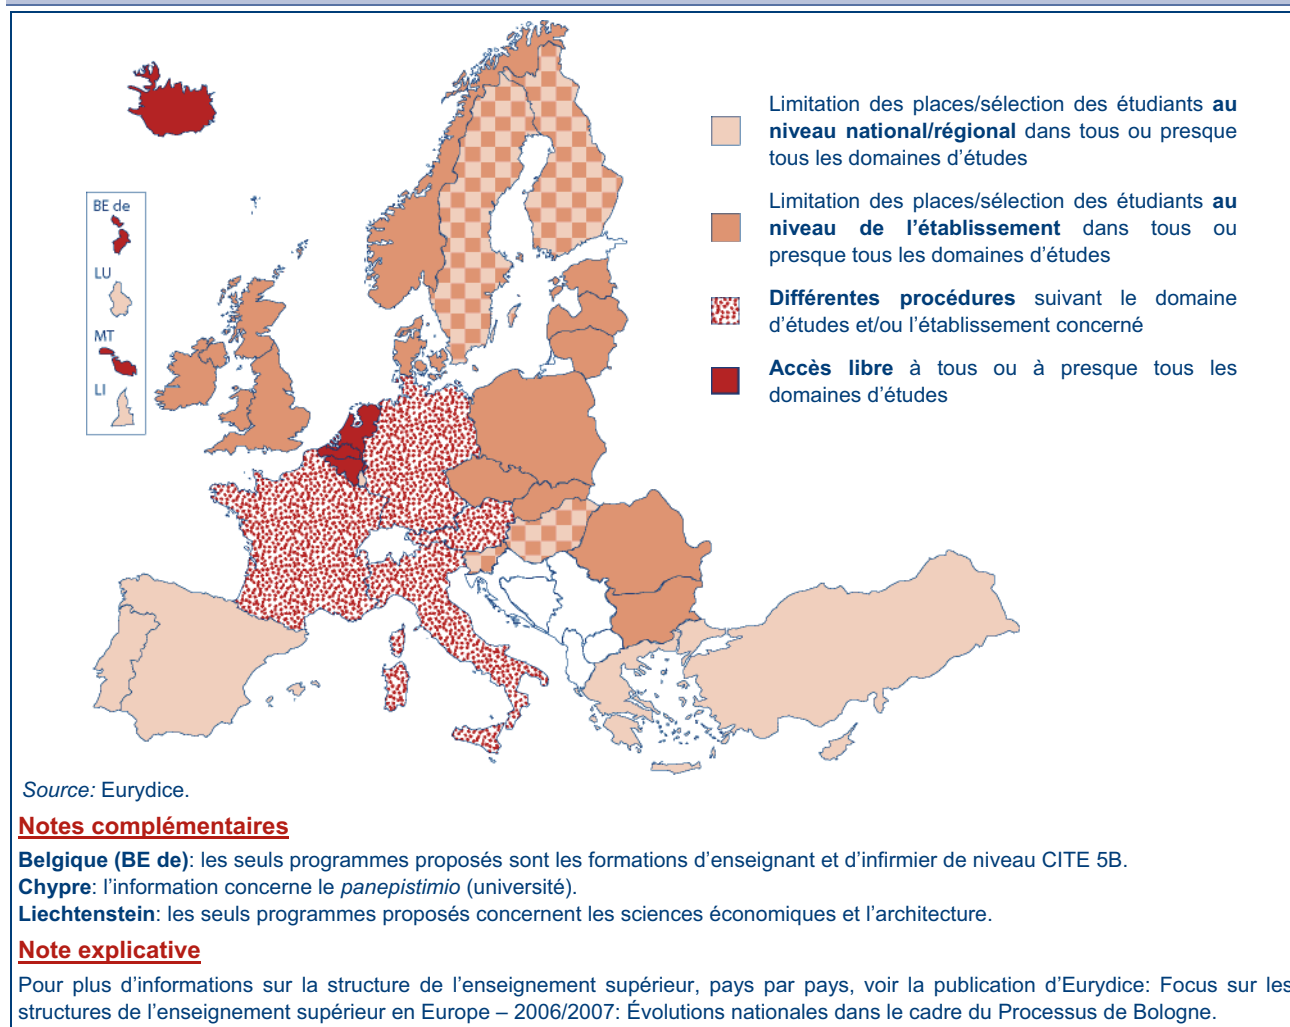 Limitation des places/sélection des étudiants au
niveau national/régional dans tous ou presque
tous les domaines d'études
Limitation des places/sélection des étudiants au
niveau de l'établissement dans tous ou
presque tous les domaines d'études
Différentes procédures suivant le domaine
d'études et/ou l'établissement concerné
Accès libre à tous ou à presque tous les
domaines d'études
BE de
LU
MT
LI
Source: Eurydice.
Notes complémentaires
Belgique (BE de): les seuls programmes proposés sont les formations d'enseignant et d'infirmier de niveau CITE 5B.
Chypre: l'information concerne le panepistimio (université).
Liechtenstein: les seuls programmes proposés concernent les sciences économiques et l'architecture.
Note explicative
Pour plus d'informations sur la structure de l'enseignement supérieur, pays par pays, voir la publication d'Eurydice: Focus sur les
structures de l'enseignement supérieur en Europe – 2006/2007: Évolutions nationales dans le cadre du Processus de Bologne.